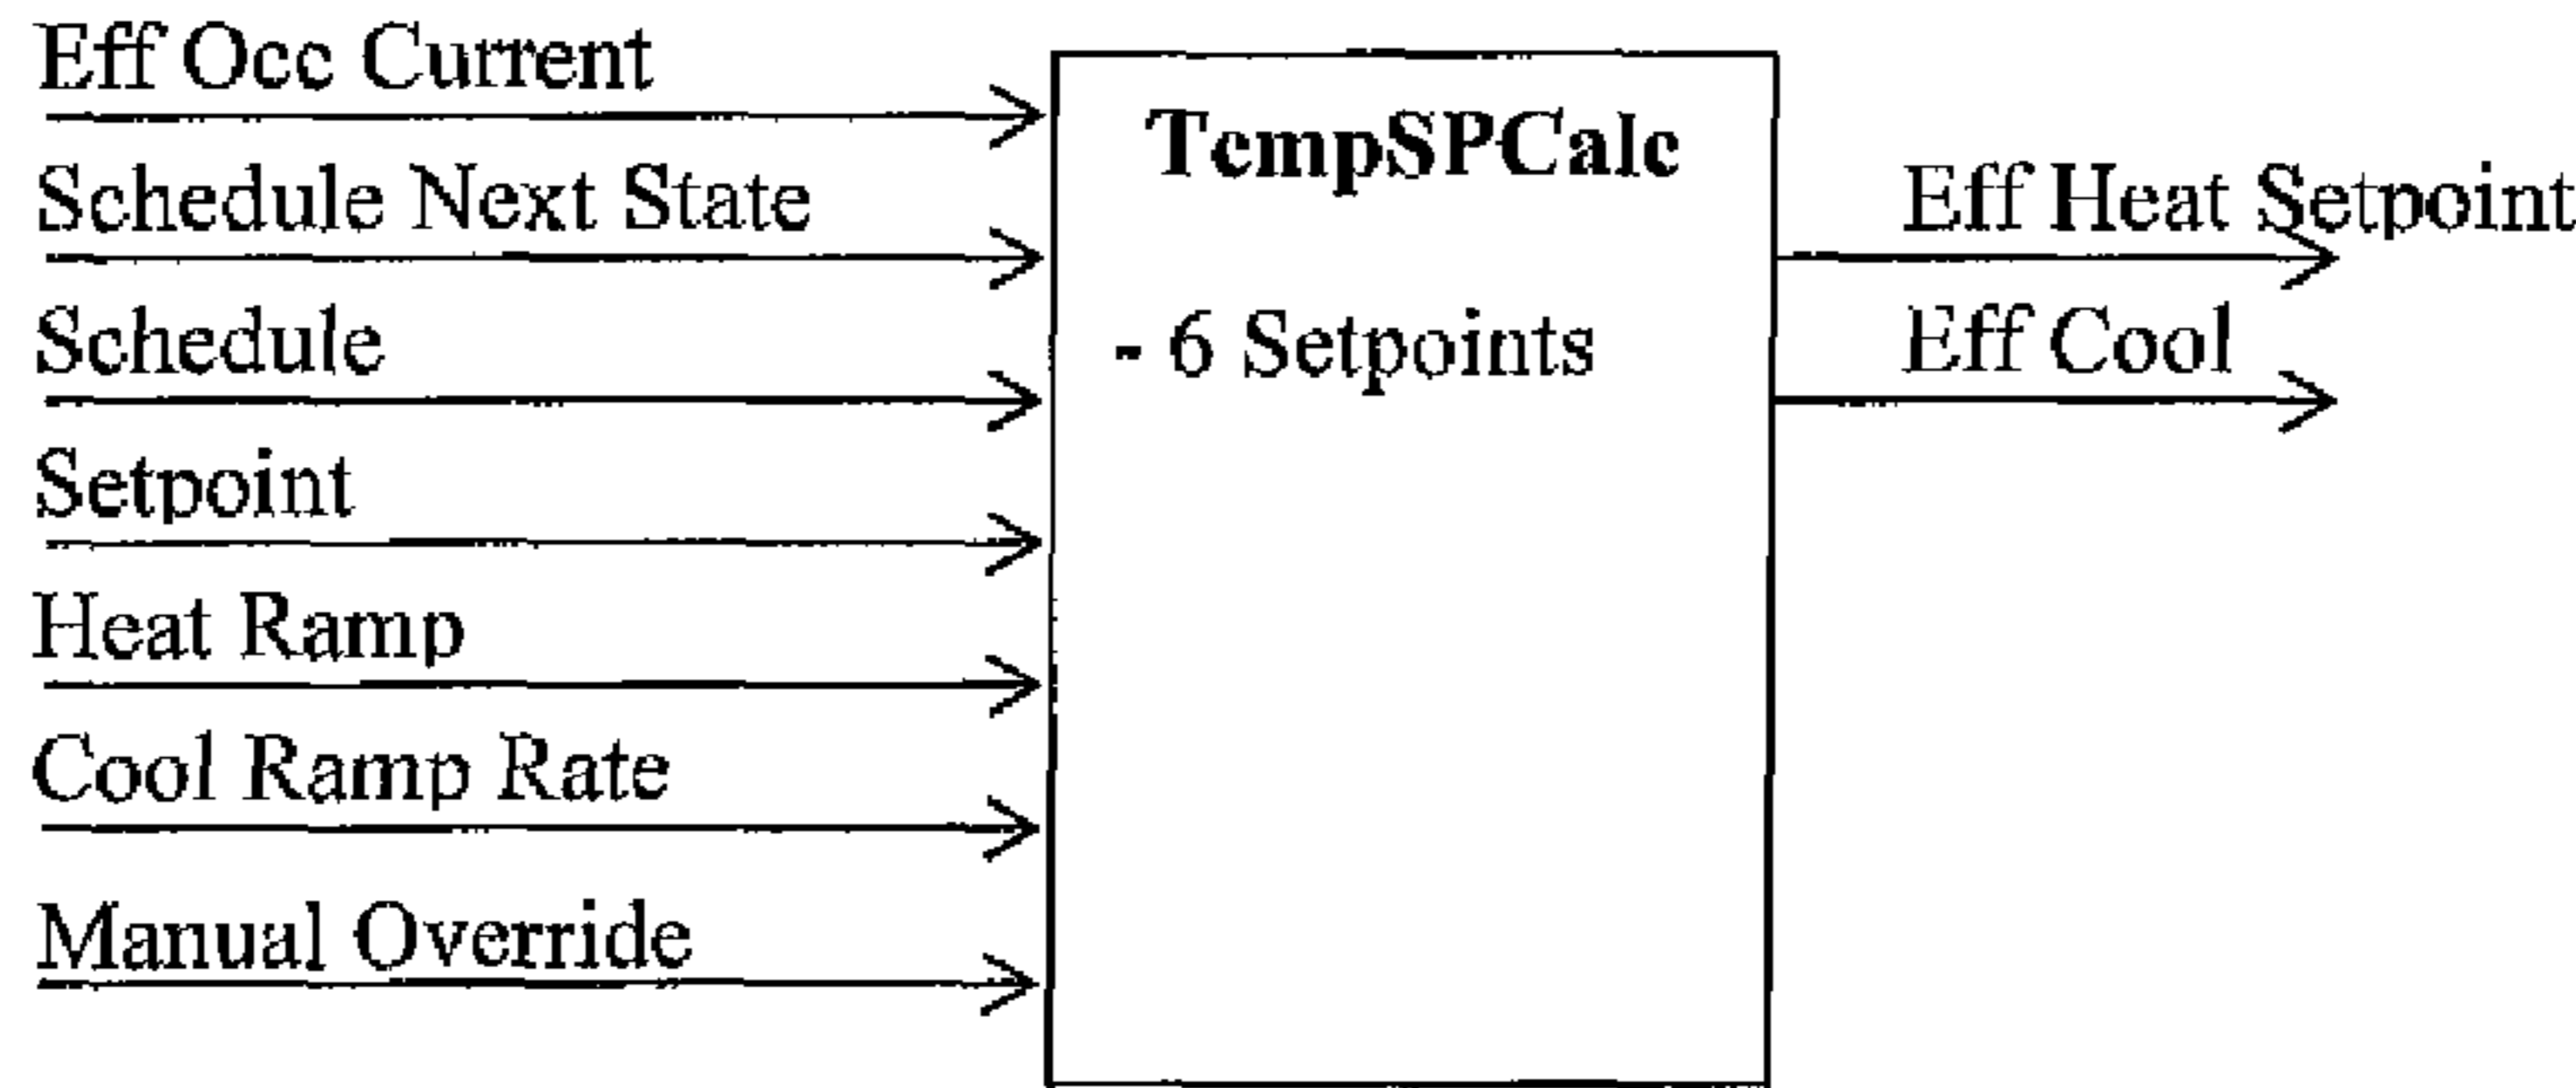 Eff Occ Current
Schedule Next State
Schedule
Setpoint
Heat Ramp
Cool Ramp Rate
Manual Override
TempSPCalc
- 6 Setpoints
Eff Heat Setpoint
Eff Cool